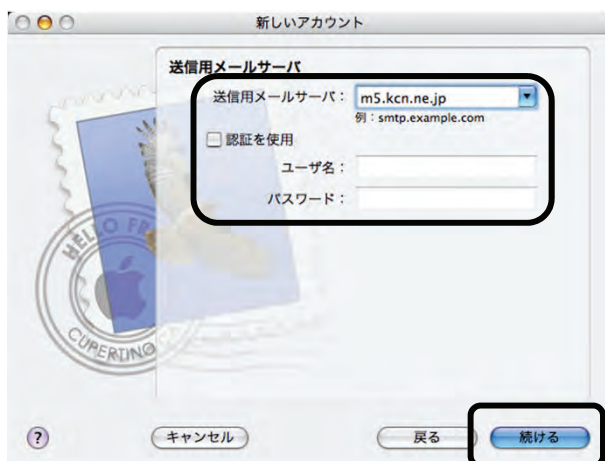 新しいアカウント
送信用メールサーバ
送信用メールサーバ： m5.kcn.ne.jp
例：smtp.example.com
認証を使用
ユーザ名：
パスワード：
HELLO FR
CUPERTINO
? キャンセル 戻る 続ける